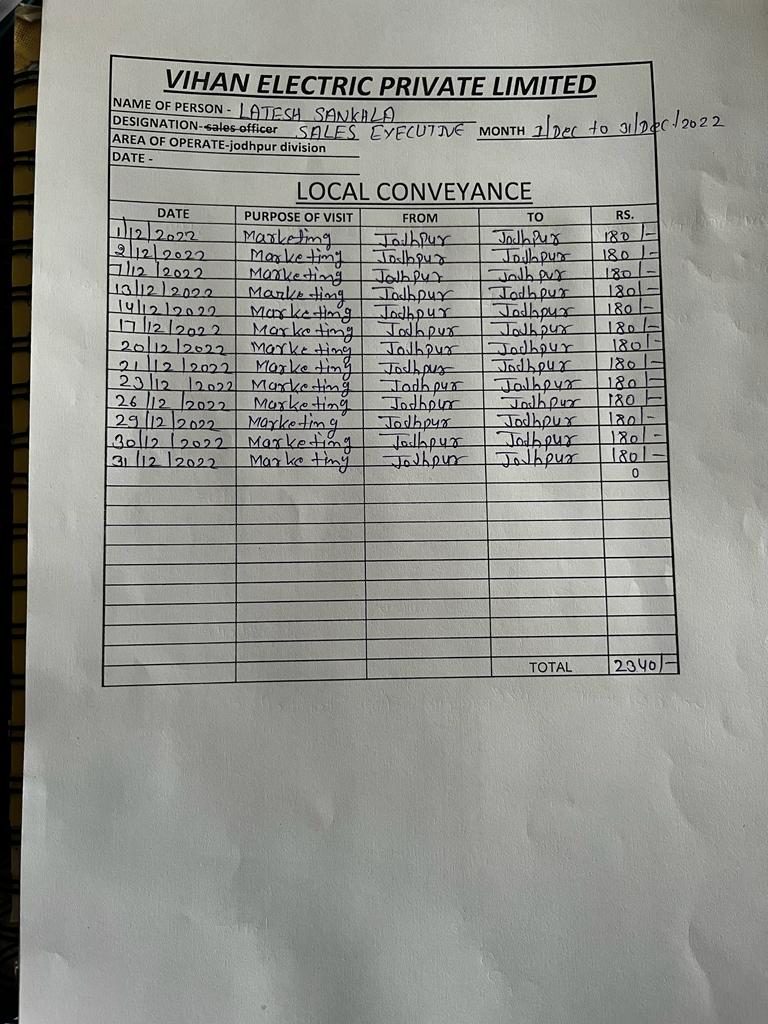 VIHAN ELECTRIC PRIVATE LIMITED
NAME OF PERSON - LATESH SANKHLA
DESIGNATION-sales officer SALES EXECUTIVE MONTH 1/Dec to 31/Dec/2022
AREA OF OPERATE-jodhpur division
DATE -
LOCAL CONVEYANCE
DATE PURPOSE OF VISIT FROM TO RS.
1/12/2022 Marketing Jodhpur Jodhpur 180/-
2/12/2022 Marketing Jodhpur Jodhpur 180/-
7/12/2022 Marketing Jodhpur Jodhpur 180/-
13/12/2022 Marketing Jodhpur Jodhpur 180/-
14/12/2022 Marketing Jodhpur Jodhpur 180/-
17/12/2022 Marketing Jodhpur Jodhpur 180/-
20/12/2022 Marketing Jodhpur Jodhpur 180/-
21/12/2022 Marketing Jodhpur Jodhpur 180/-
23/12/2022 Marketing Jodhpur Jodhpur 180/-
26/12/2022 Marketing Jodhpur Jodhpur 180/-
29/12/2022 Marketing Jodhpur Jodhpur 180/-
30/12/2022 Marketing Jodhpur Jodhpur 180/-
31/12/2022 Marketing Jodhpur Jodhpur 180/-
0
TOTAL 2340/-